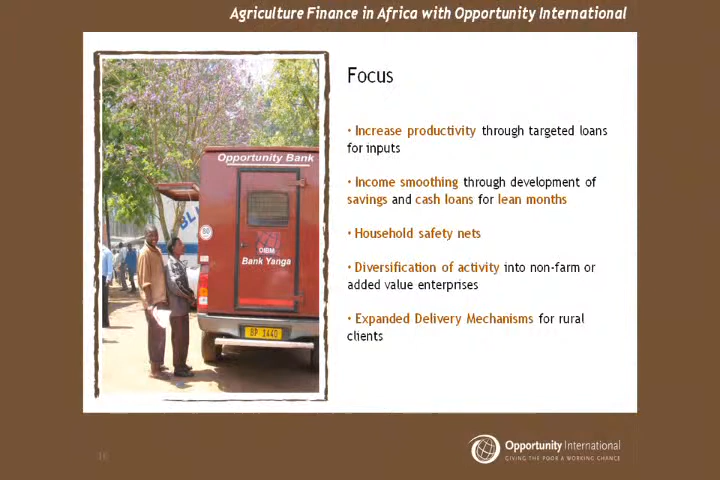 Agriculture Finance in Africa with Opportunity International
Focus
• Increase productivity through targeted loans
for inputs
• Income smoothing through development of
savings and cash loans for lean months
• Household safety nets
• Diversification of activity into non-farm or
added value enterprises
• Expanded Delivery Mechanisms for rural
clients
Opportunity Bank
80
OIBM
Bank Yanga
BP 1440
BL
Opportunity International
GIVING THE POOR A WORKING CHANCE